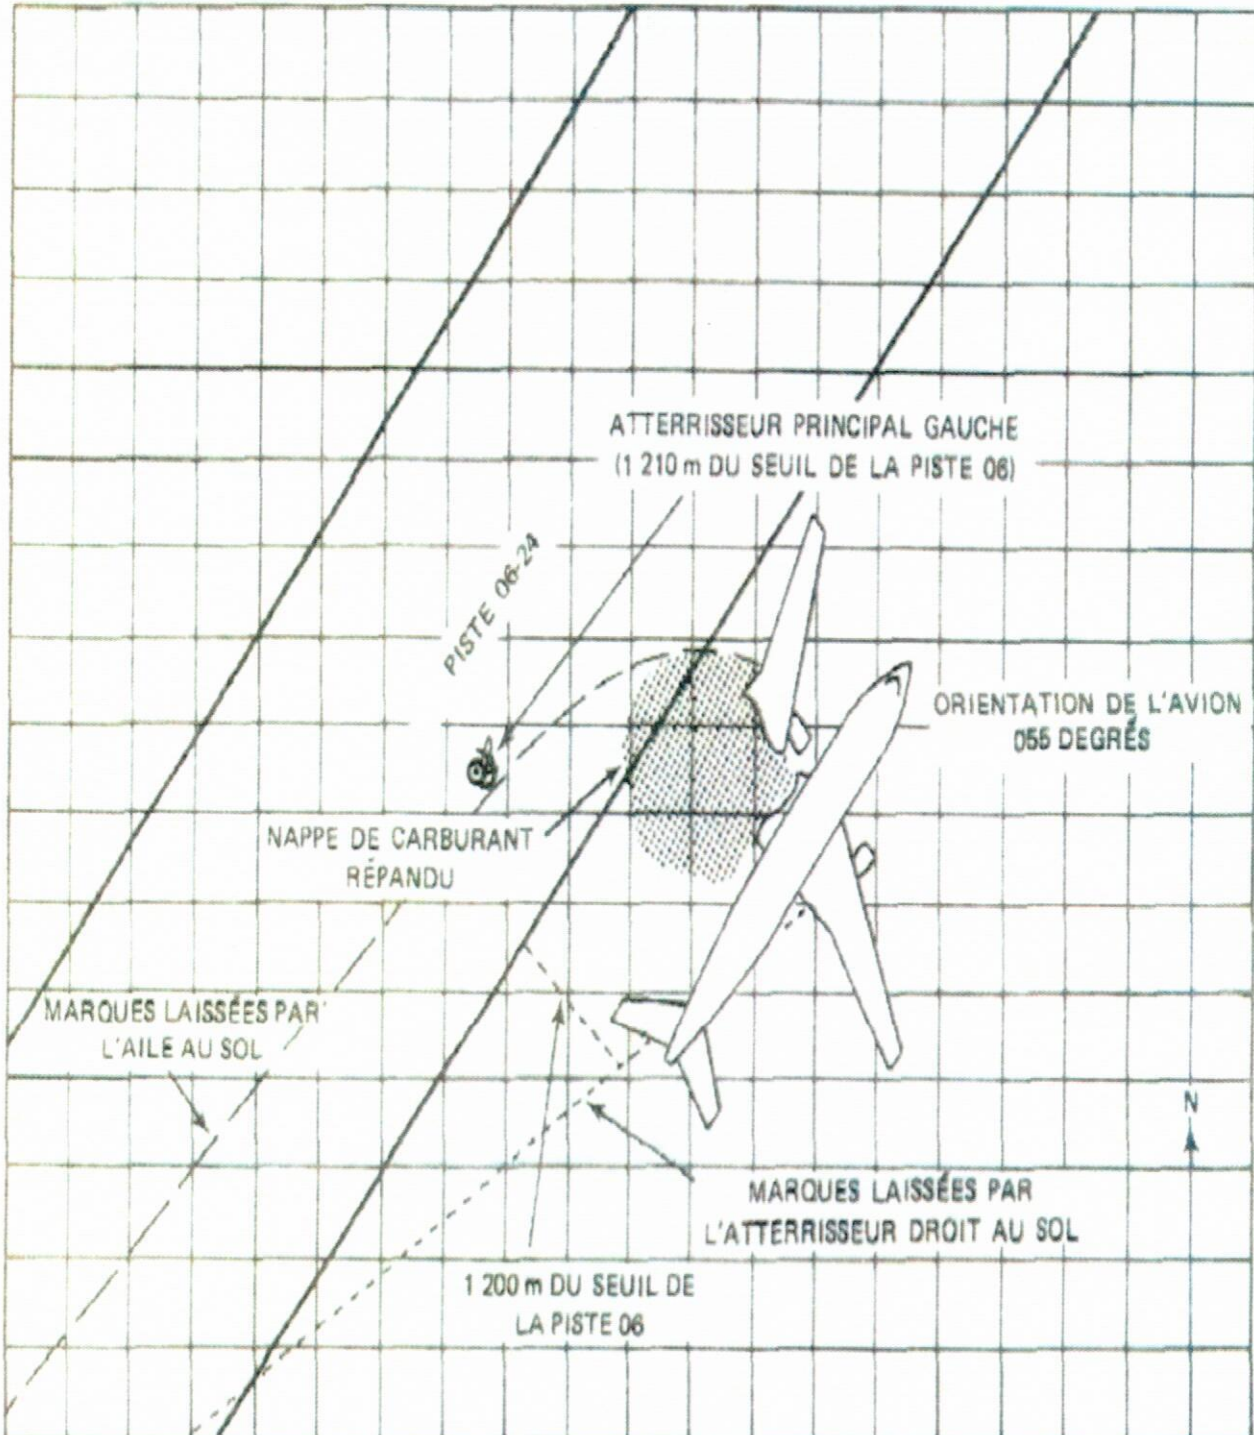 ATTERRISSEUR PRINCIPAL GAUCHE
(1 210 m DU SEUIL DE LA PISTE 06)
PISTE 06-24
ORIENTATION DE L'AVION
055 DEGRÉS
NAPPE DE CARBURANT
RÉPANDU
MARQUES LAISSÉES PAR
L'AILE AU SOL
N
MARQUES LAISSÉES PAR
L'ATTERRISSEUR DROIT AU SOL
1 200 m DU SEUIL DE
LA PISTE 06